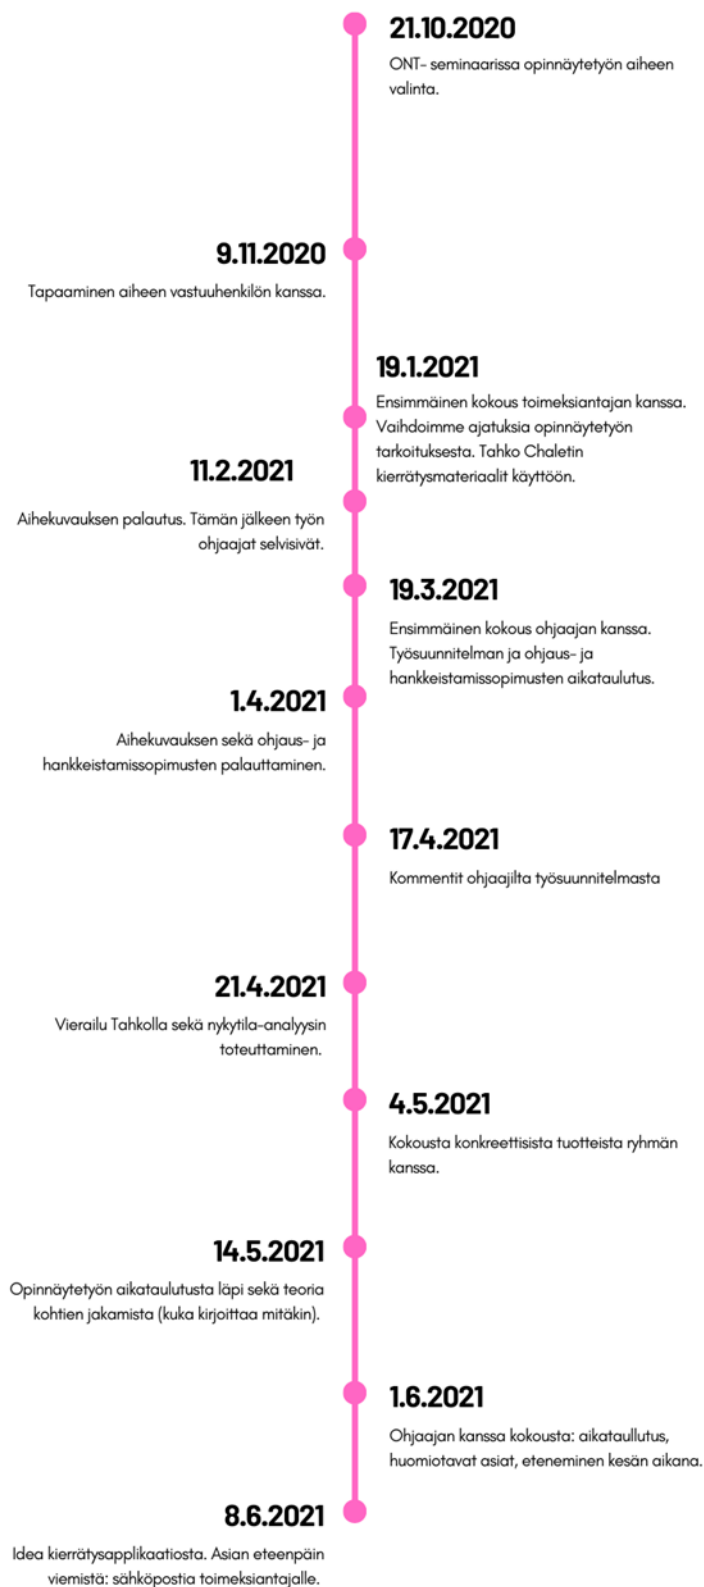 21.10.2020
ONT- seminaarissa opinnäytetyön aiheen
valinta.
9.11.2020
Tapaaminen aiheen vastuuhenkilön kanssa.
19.1.2021
Ensimmäinen kokous toimeksiantajan kanssa.
Vaihdoimme ajatuksia opinnäytetyön
tarkoituksesta. Tahko Chaletin
kierrätysmateriaalit käyttöön.
11.2.2021
Aihekuvauksen palautus. Tämän jälkeen työn
ohjaajat selvisivät.
19.3.2021
Ensimmäinen kokous ohjaajan kanssa.
Työsuunnitelman ja ohjaus- ja
hankkeistamissopimusten aikataulutus.
1.4.2021
Aihekuvauksen sekä ohjaus- ja
hankkeistamissopimusten palauttaminen.
17.4.2021
Kommentit ohjaajilta työsuunnitelmasta
21.4.2021
Vierailu Tahkolla sekä nykytila-analyysin
toteuttaminen.
4.5.2021
Kokousta konkreettisista tuotteista ryhmän
kanssa.
14.5.2021
Opinnäytetyön aikataulutusta läpi sekä teoria
kohtien jakamista (kuka kirjoittaa mitäkin).
1.6.2021
Ohjaajan kanssa kokousta: aikataullutus,
huomiotavat asiat, eteneminen kesän aikana.
8.6.2021
Idea kierrätysapplikaatiosta. Asian eteenpäin
viemistä: sähköpostia toimeksiantajalle.